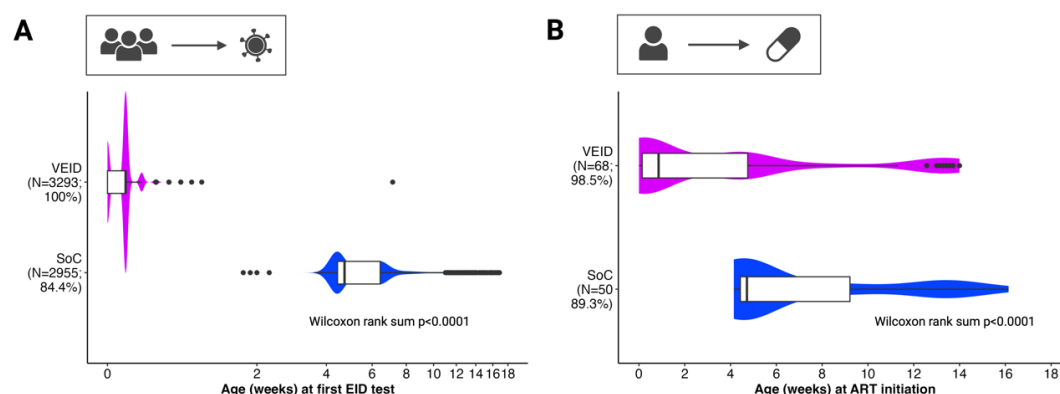 A
VEID
(N=3293;
100%)
SoC
(N=2955;
84.4%)
Wilcoxon rank sum p<0.0001
0 2 4 6 8 10 12 14 16 18
Age (weeks) at first EID test
B
VEID
(N=68;
98.5%)
SoC
(N=50
89.3%)
Wilcoxon rank sum p<0.0001
0 2 4 6 8 10 12 14 16 18
Age (weeks) at ART initiation